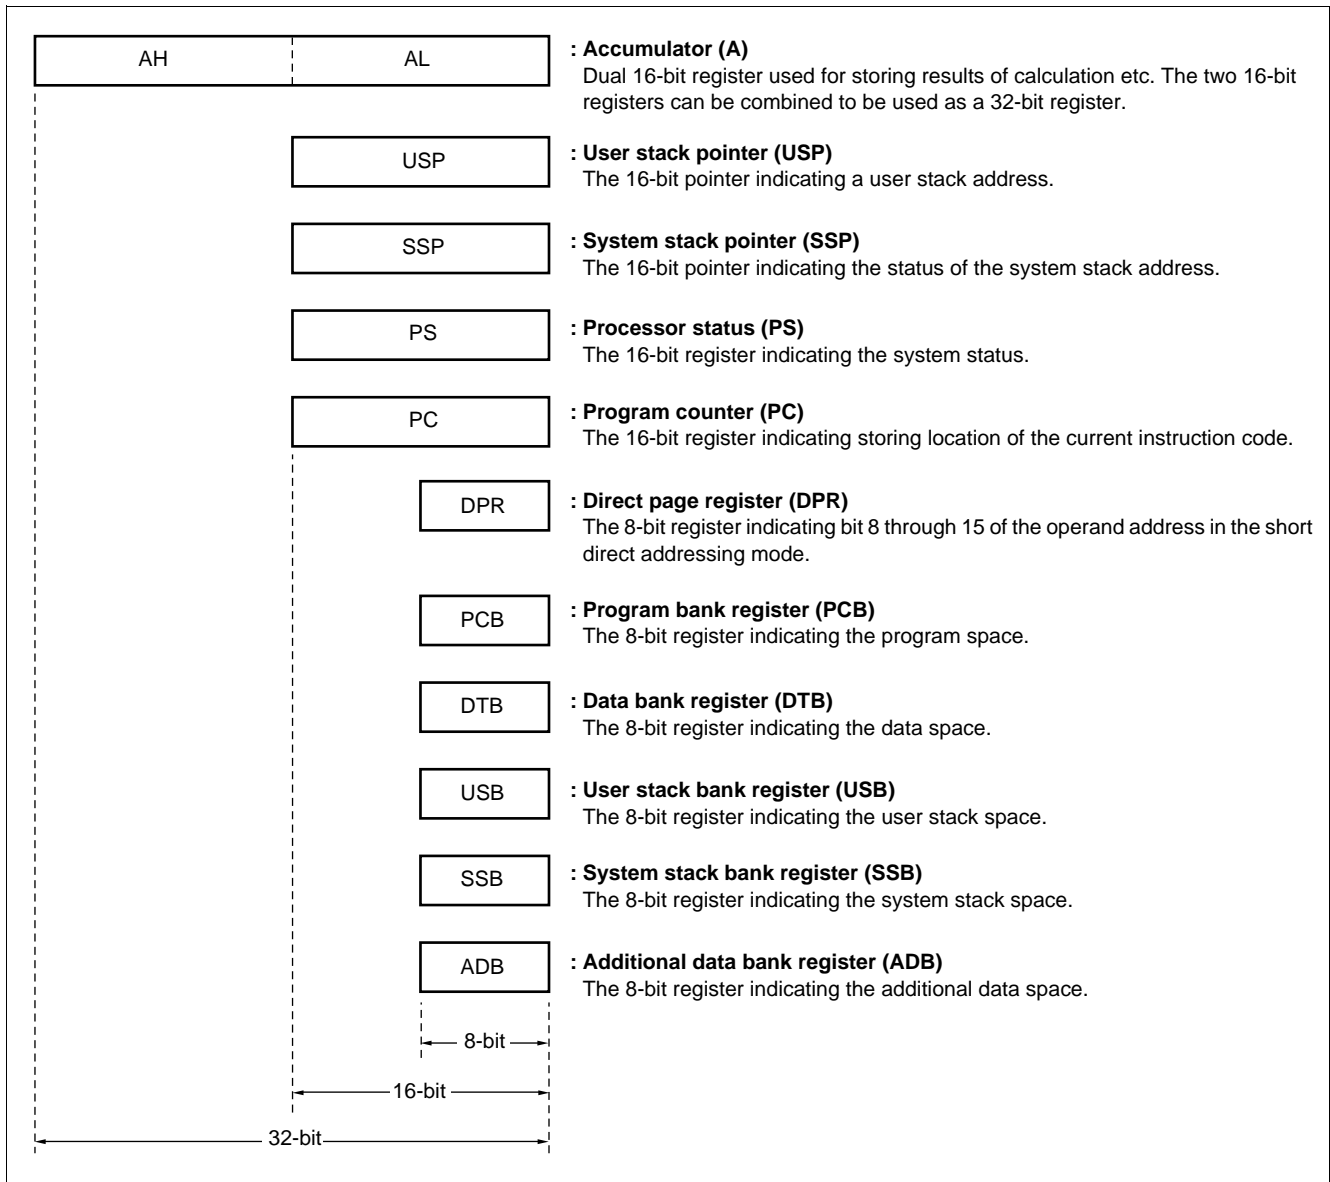 AH AL : Accumulator (A)
Dual 16-bit register used for storing results of calculation etc. The two 16-bit
registers can be combined to be used as a 32-bit register.
USP : User stack pointer (USP)
The 16-bit pointer indicating a user stack address.
SSP : System stack pointer (SSP)
The 16-bit pointer indicating the status of the system stack address.
PS : Processor status (PS)
The 16-bit register indicating the system status.
PC : Program counter (PC)
The 16-bit register indicating storing location of the current instruction code.
DPR : Direct page register (DPR)
The 8-bit register indicating bit 8 through 15 of the operand address in the short
direct addressing mode.
PCB : Program bank register (PCB)
The 8-bit register indicating the program space.
DTB : Data bank register (DTB)
The 8-bit register indicating the data space.
USB : User stack bank register (USB)
The 8-bit register indicating the user stack space.
SSB : System stack bank register (SSB)
The 8-bit register indicating the system stack space.
ADB : Additional data bank register (ADB)
The 8-bit register indicating the additional data space.
8-bit
16-bit
32-bit